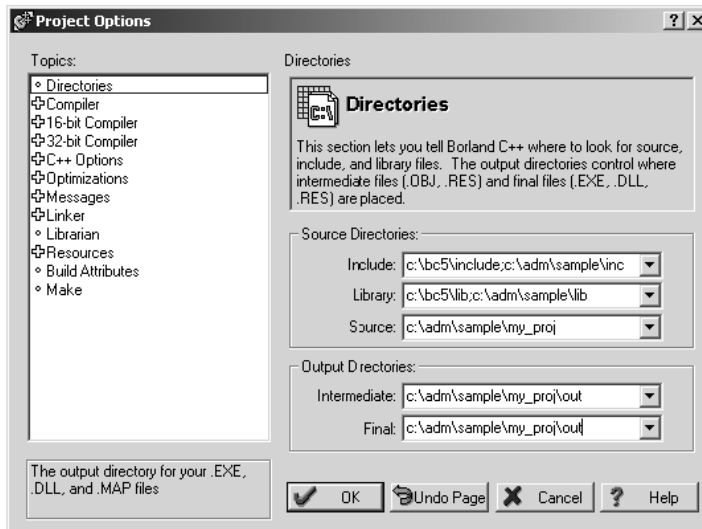 Project Options
Topics:
Directories
Compiler
16-bit Compiler
32-bit Compiler
C++ Options
Optimizations
Messages
Linker
Librarian
Resources
Build Attributes
Make
The output directory for your .EXE,
.DLL, and .MAP files
Directories
C:\
Directories
This section lets you tell Borland C++ where to look for source,
include, and library files. The output directories control where
intermediate files (.OBJ, .RES) and final files (.EXE, .DLL,
.RES) are placed.
Source Directories:
Include: c:\bc5\include;c:\adm\sample\inc
Library: c:\bc5\lib;c:\adm\sample\lib
Source: c:\adm\sample\my_proj
Output Directories:
Intermediate: c:\adm\sample\my_proj\out
Final: c:\adm\sample\my_proj\out
OK Undo Page Cancel ? Help